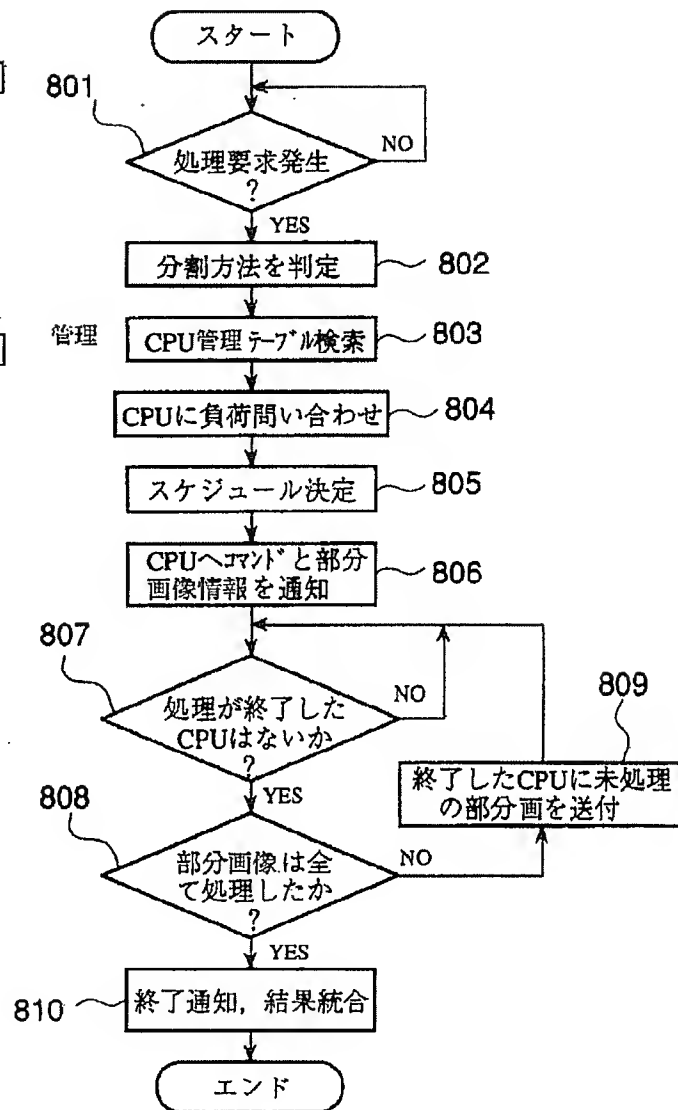 スタート
801
処理要求発生
?
NO
YES
分割方法を判定
802
管理
CPU管理テーブル検索
803
CPUに負荷問い合わせ
804
スケジュール決定
805
CPUへコマンドと部分
画像情報を通知
806
807
処理が終了した
CPUはないか
?
NO
YES
809
終了したCPUに未処理
の部分画を送付
808
部分画像は全
て処理したか
?
NO
YES
810
終了通知，結果統合
エンド